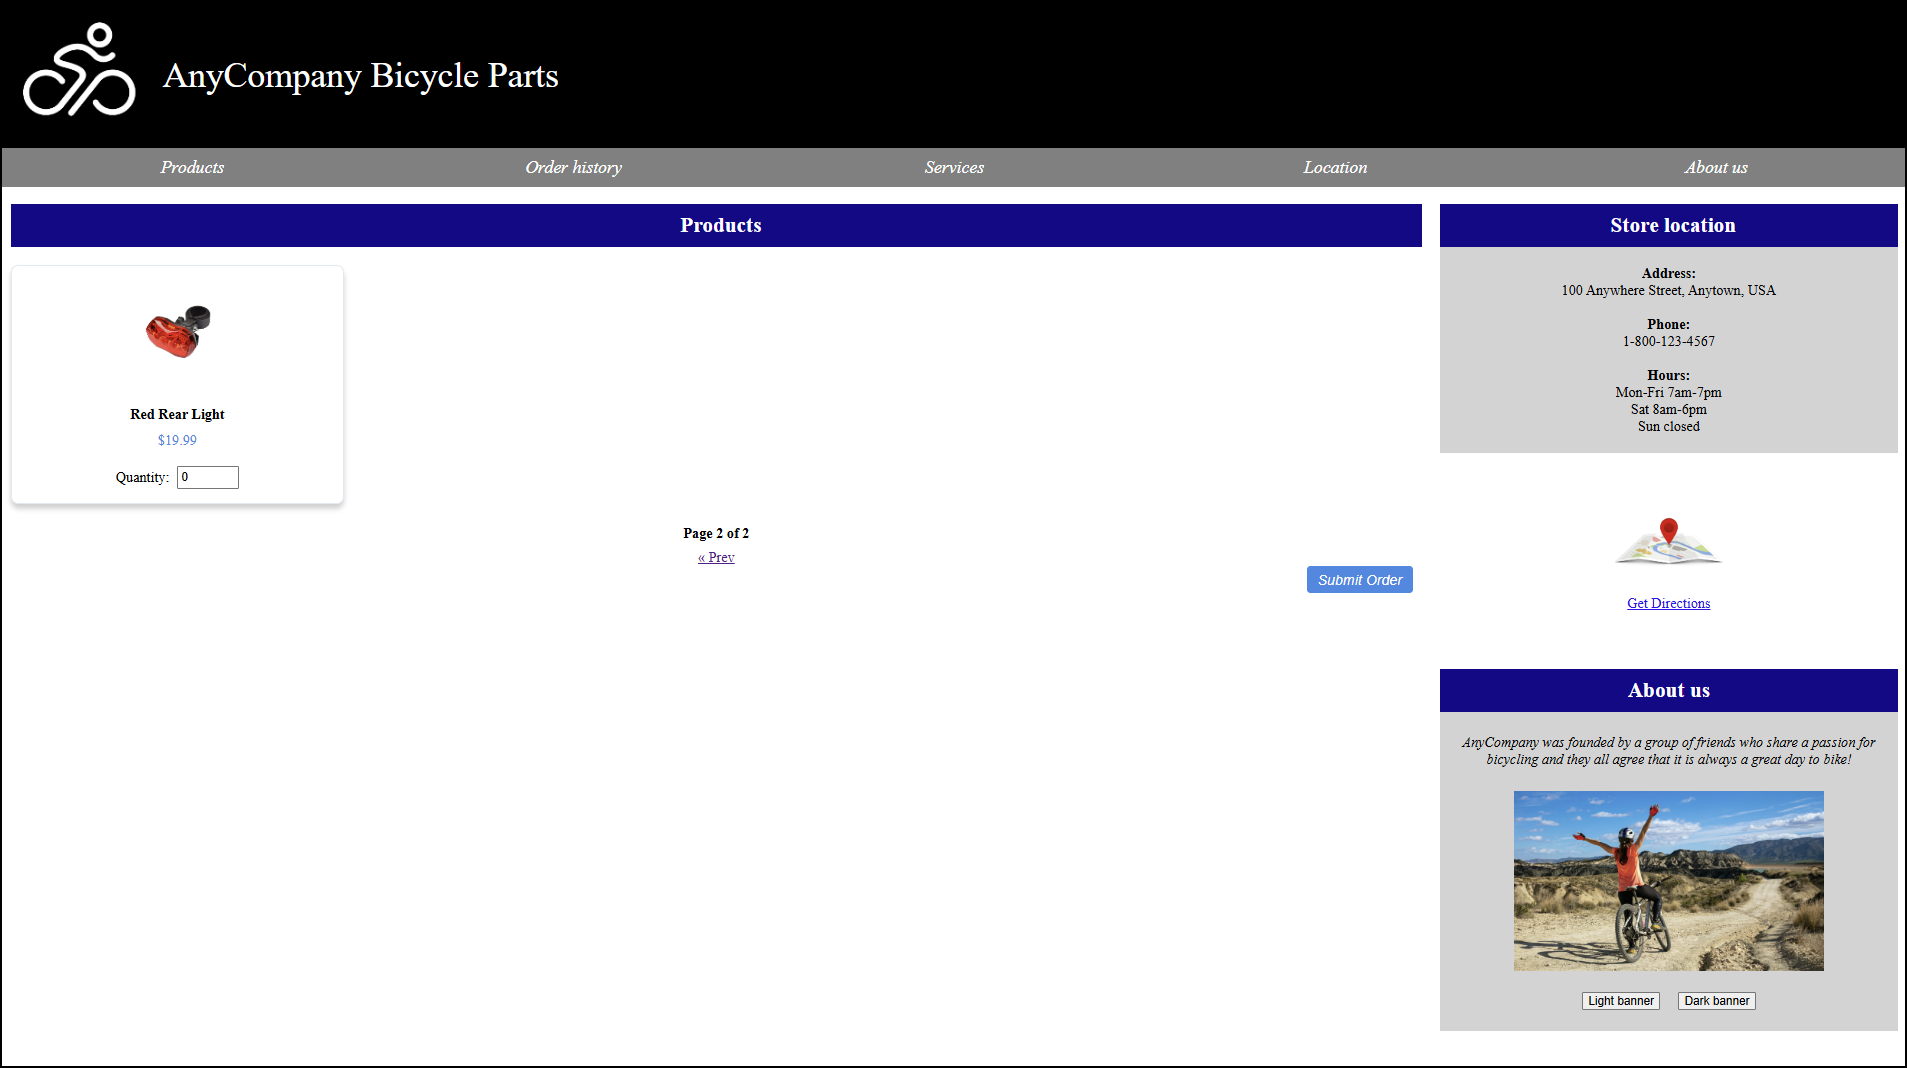 AnyCompany Bicycle Parts
Products
Order history
Services
Location
About us
Products
Red Rear Light
$19.99
Quantity: 0
Page 2 of 2
« Prev
Submit Order
Store location
Address:
100 Anywhere Street, Anytown, USA
Phone:
1-800-123-4567
Hours:
Mon-Fri 7am-7pm
Sat 8am-6pm
Sun closed
Get Directions
About us
AnyCompany was founded by a group of friends who share a passion for
bicycling and they all agree that it is always a great day to bike!
Light banner
Dark banner